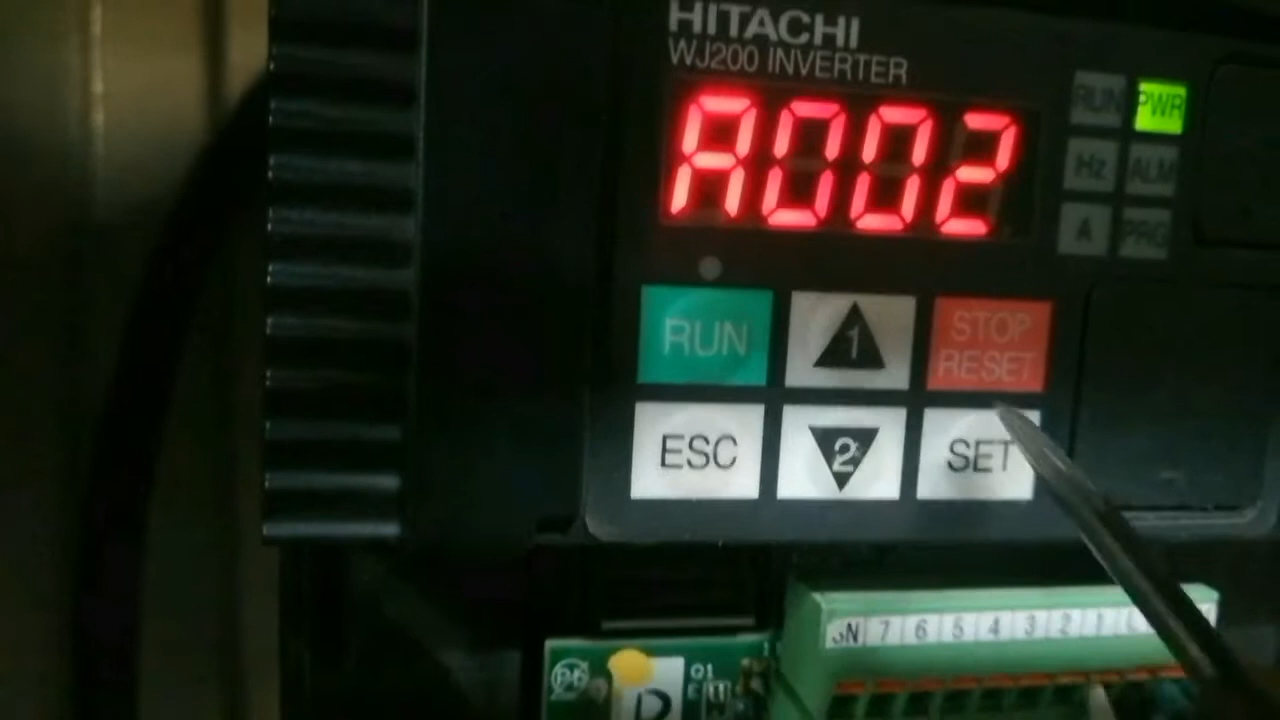 HITACHI
WJ200 INVERTER
A002
RUN PWR
Hz ALM
A PRG
RUN 1 STOP RESET
ESC 2 SET
7 6 5 4 3 2 1